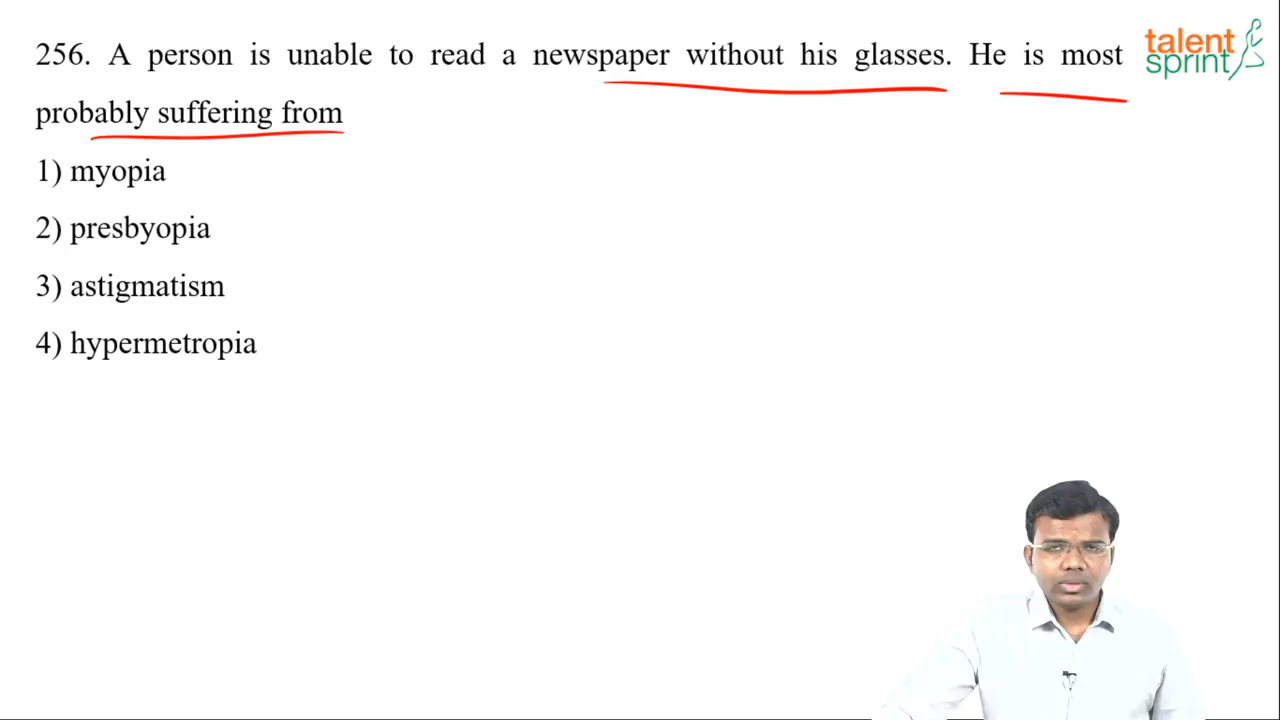 256. A person is unable to read a newspaper without his glasses. He is most
probably suffering from
1) myopia
2) presbyopia
3) astigmatism
4) hypermetropia
talent
sprint